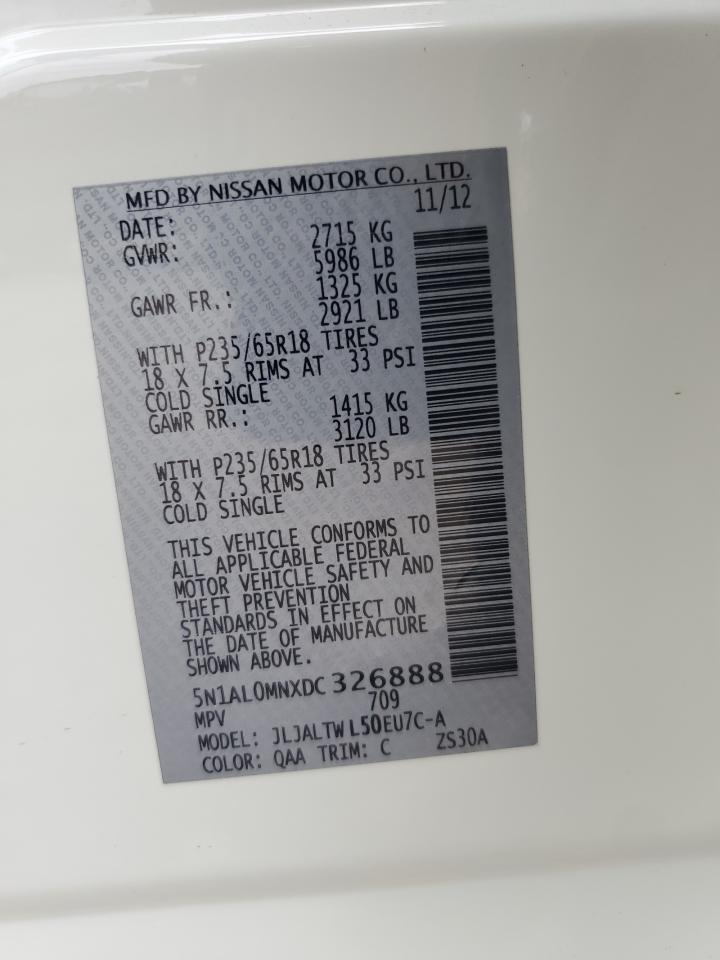 MFD BY NISSAN MOTOR CO., LTD.
DATE: 11/12
GVWR: 2715 KG
5986 LB
GAWR FR.: 1325 KG
2921 LB
WITH P235/65R18 TIRES
18 X 7.5 RIMS AT 33 PSI
COLD SINGLE
GAWR RR.: 1415 KG
3120 LB
WITH P235/65R18 TIRES
18 X 7.5 RIMS AT 33 PSI
COLD SINGLE
THIS VEHICLE CONFORMS TO
ALL APPLICABLE FEDERAL
MOTOR VEHICLE SAFETY AND
THEFT PREVENTION
STANDARDS IN EFFECT ON
THE DATE OF MANUFACTURE
SHOWN ABOVE.
5N1AL0MNXDC 326888
MPV 709
MODEL: JLJALTWL50EU7C-A
COLOR: QAA TRIM: C ZS30A